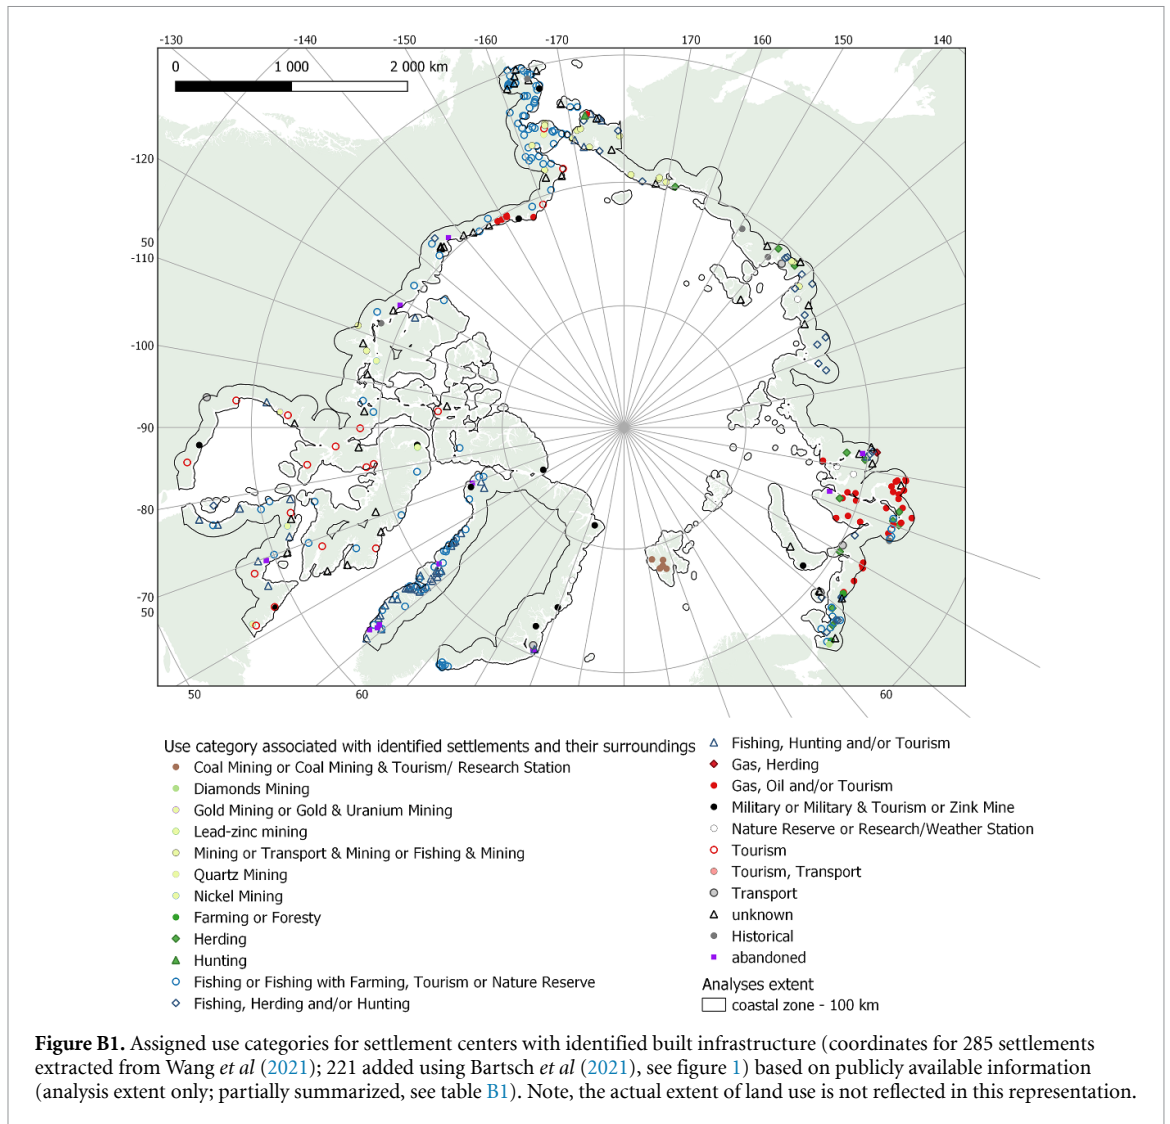 -130 -140 -150 -160 -170 170 160 150 140
0 1 000 2 000 km
-120
50
-110
-100
-90
-80
-70
50
50 60 60
Use category associated with identified settlements and their surroundings
Coal Mining or Coal Mining & Tourism/ Research Station
Diamonds Mining
Gold Mining or Gold & Uranium Mining
Lead-zinc mining
Mining or Transport & Mining or Fishing & Mining
Quartz Mining
Nickel Mining
Farming or Foresty
Herding
Hunting
Fishing or Fishing with Farming, Tourism or Nature Reserve
Fishing, Herding and/or Hunting
Fishing, Hunting and/or Tourism
Gas, Herding
Gas, Oil and/or Tourism
Military or Military & Tourism or Zink Mine
Nature Reserve or Research/Weather Station
Tourism
Tourism, Transport
Transport
unknown
Historical
abandoned
Analyses extent
coastal zone - 100 km
Figure B1. Assigned use categories for settlement centers with identified built infrastructure (coordinates for 285 settlements
extracted from Wang et al (2021); 221 added using Bartsch et al (2021), see figure 1) based on publicly available information
(analysis extent only; partially summarized, see table B1). Note, the actual extent of land use is not reflected in this representation.